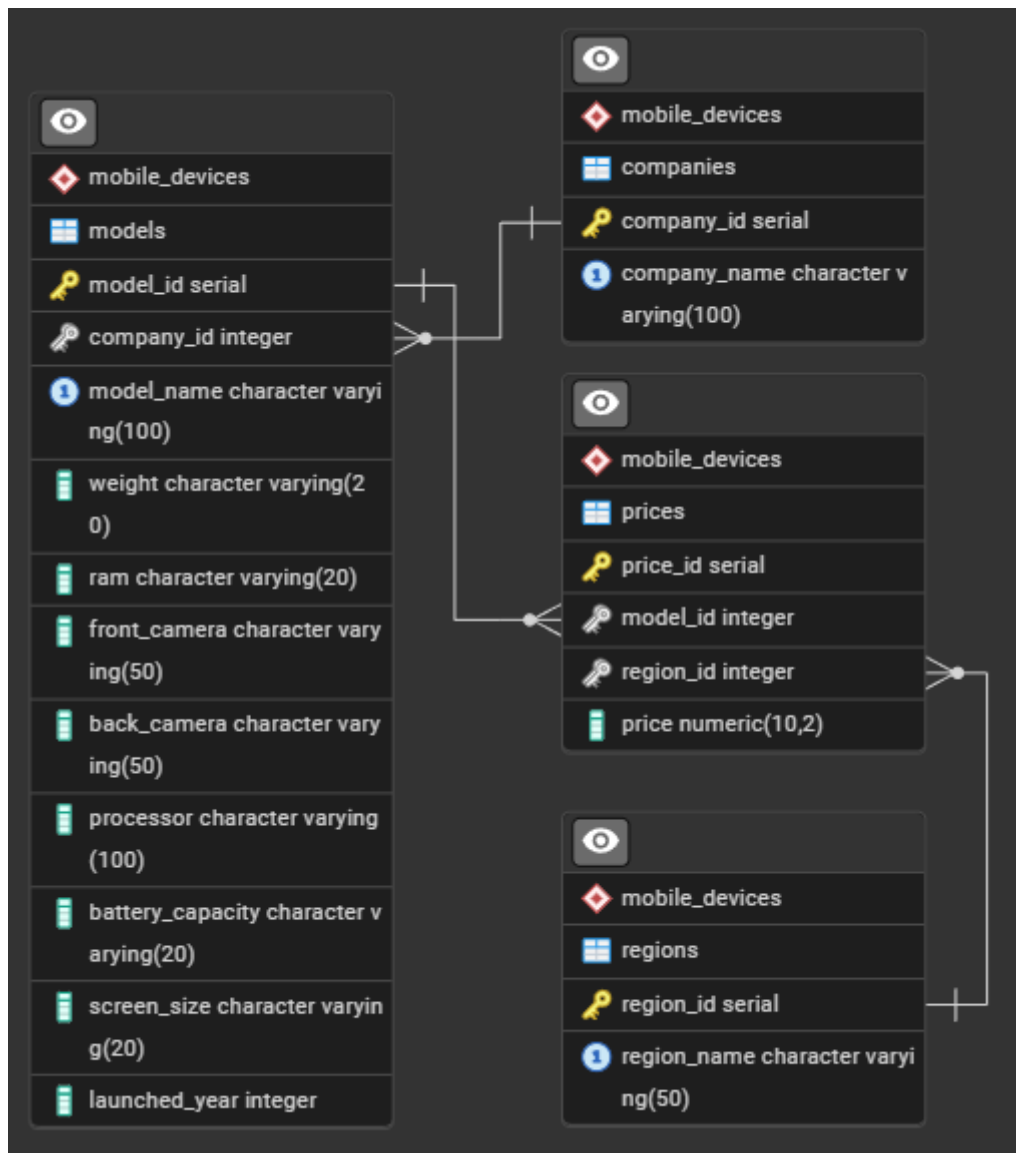 mobile_devices
models
model_id serial
company_id integer
1 model_name character varyi
ng(100)
weight character varying(2
0)
ram character varying(20)
front_camera character vary
ing(50)
back_camera character vary
ing(50)
processor character varying
(100)
battery_capacity character v
arying(20)
screen_size character varyin
g(20)
launched_year integer
mobile_devices
companies
company_id serial
1 company_name character v
arying(100)
mobile_devices
prices
price_id serial
model_id integer
region_id integer
price numeric(10,2)
mobile_devices
regions
region_id serial
1 region_name character varyi
ng(50)